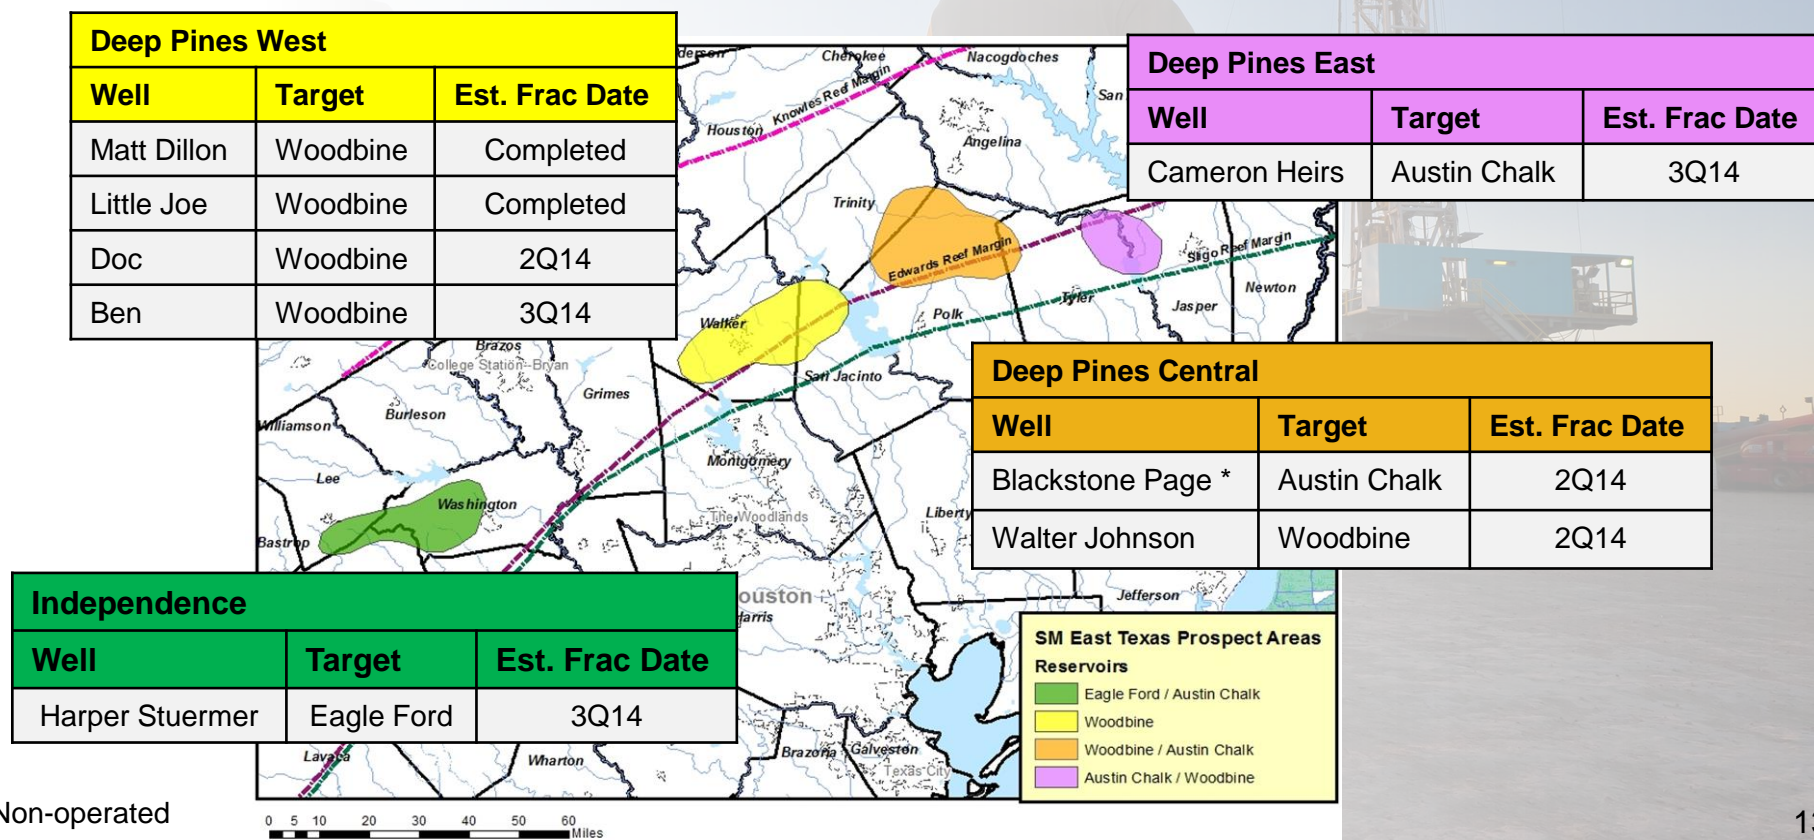 Deep Pines West
Well Target Est. Frac Date
Matt Dillon Woodbine Completed
Little Joe Woodbine Completed
Doc Woodbine 2Q14
Ben Woodbine 3Q14
Deep Pines East
Well Target Est. Frac Date
Cameron Heirs Austin Chalk 3Q14
Cherokee
Nacogdoches
San
Houston
Knowles Reef Margin
Angelina
Trinity
Edwards Reef Margin
Sligo Reef Margin
Newton
Tyler
Jasper
Polk
Walker
San Jacinto
Brazos
College Station--Bryan
Grimes
Burleson
Williamson
Lee
Montgomery
Washington
The Woodlands
Liberty
Bastrop
Deep Pines Central
Well Target Est. Frac Date
Blackstone Page * Austin Chalk 2Q14
Walter Johnson Woodbine 2Q14
Independence
Well Target Est. Frac Date
Harper Stuermer Eagle Ford 3Q14
ouston
arris
Jefferson
Lavaca
Wharton
Brazoria
Galveston
Texas City
SM East Texas Prospect Areas
Reservoirs
Eagle Ford / Austin Chalk
Woodbine
Woodbine / Austin Chalk
Austin Chalk / Woodbine
Non-operated
0 5 10 20 30 40 50 60
Miles